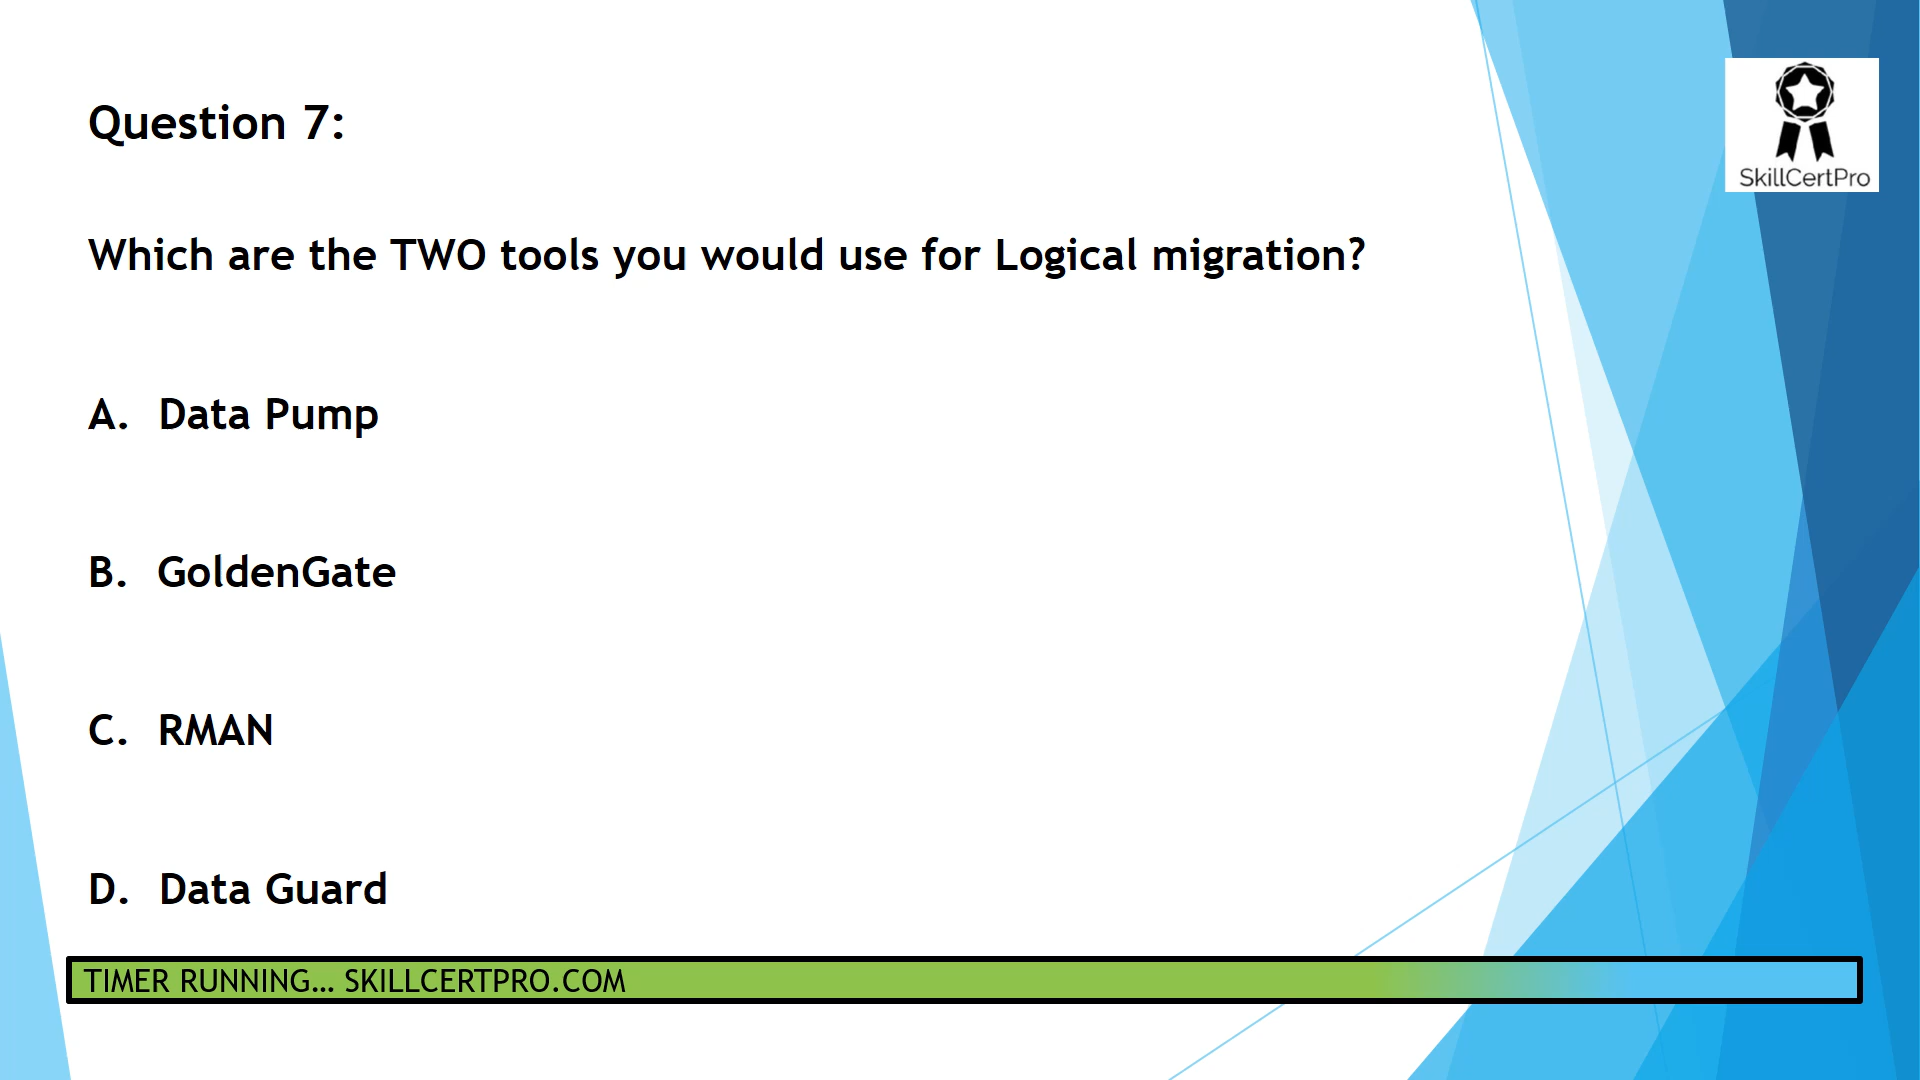 Question 7:
SkillCertPro
Which are the TWO tools you would use for Logical migration?
A. Data Pump
B. GoldenGate
C. RMAN
D. Data Guard
TIMER RUNNING... SKILLCERTPRO.COM